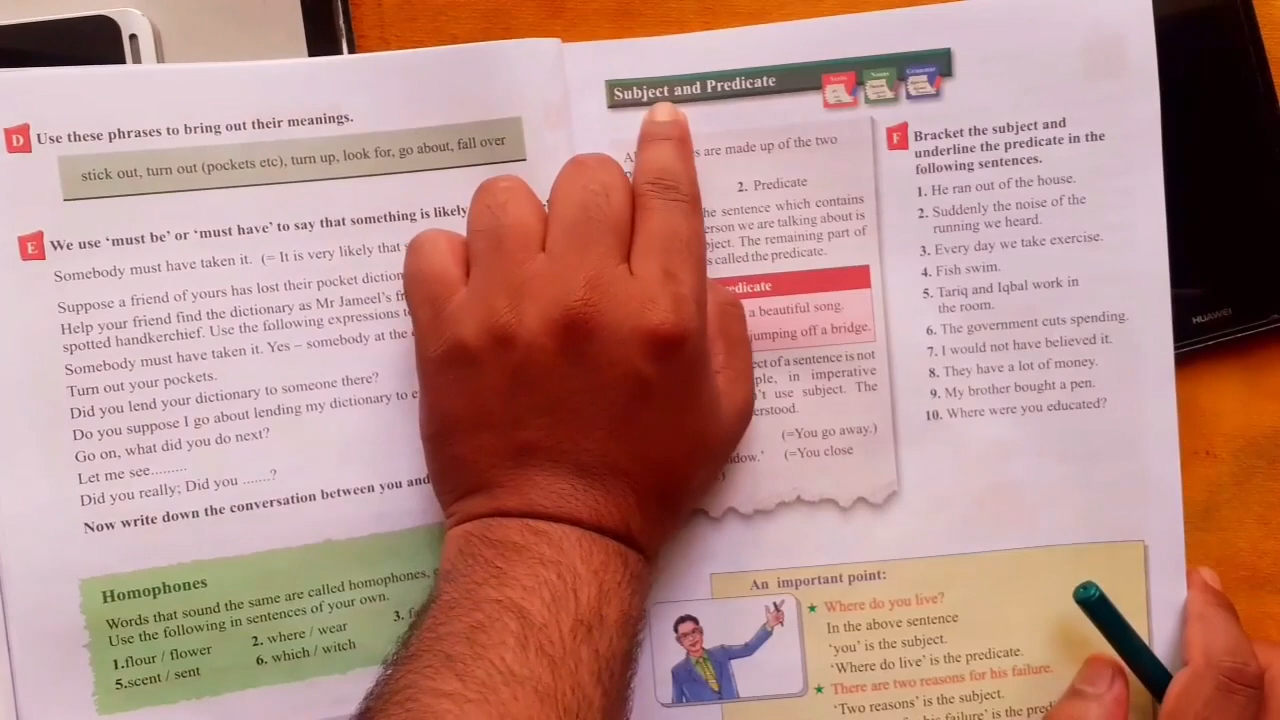 D Use these phrases to bring out their meanings.
stick out, turn out (pockets etc), turn up, look for, go about, fall over
E We use ‘must be’ or ‘must have’ to say that something is likely
Somebody must have taken it. (= It is very likely that
Suppose a friend of yours has lost their pocket
Help your friend find the dictionary as Mr Jameel’s
spotted handkerchief. Use the following expressions
Somebody must have taken it. Yes – somebody at the
Turn out your pockets.
Did you lend your dictionary to someone there?
Do you suppose I go about lending my dictionary to
Go on, what did you do next?
Let me see.........
Did you really; Did you .......?
Now write down the conversation between you and
Homophones
Words that sound the same are called homophones,
Use the following in sentences of your own.
1.flour / flower 2. where / wear 3.
5.scent / sent 6. which / witch
Subject and Predicate
Notes Grammar
are made up of the two
2. Predicate
the sentence which contains
person we are talking about is
The remaining part of
is called the predicate.
a beautiful song.
jumping off a bridge.
of a sentence is not
in imperative
use subject. The
(=You go away.)
(=You close
F Bracket the subject and
underline the predicate in the
following sentences.
1. He ran out of the house.
2. Suddenly the noise of the
running we heard.
3. Every day we take exercise.
4. Fish swim.
5. Tariq and Iqbal work in
the room.
6. The government cuts spending.
7. I would not have believed it.
8. They have a lot of money.
9. My brother bought a pen.
10. Where were you educated?
An important point:
★ Where do you live?
In the above sentence
‘you’ is the subject.
‘Where do live’ is the predicate.
★ There are two reasons for his failure.
‘Two reasons’ is the subject.
his failure’ is the
HUAWEI